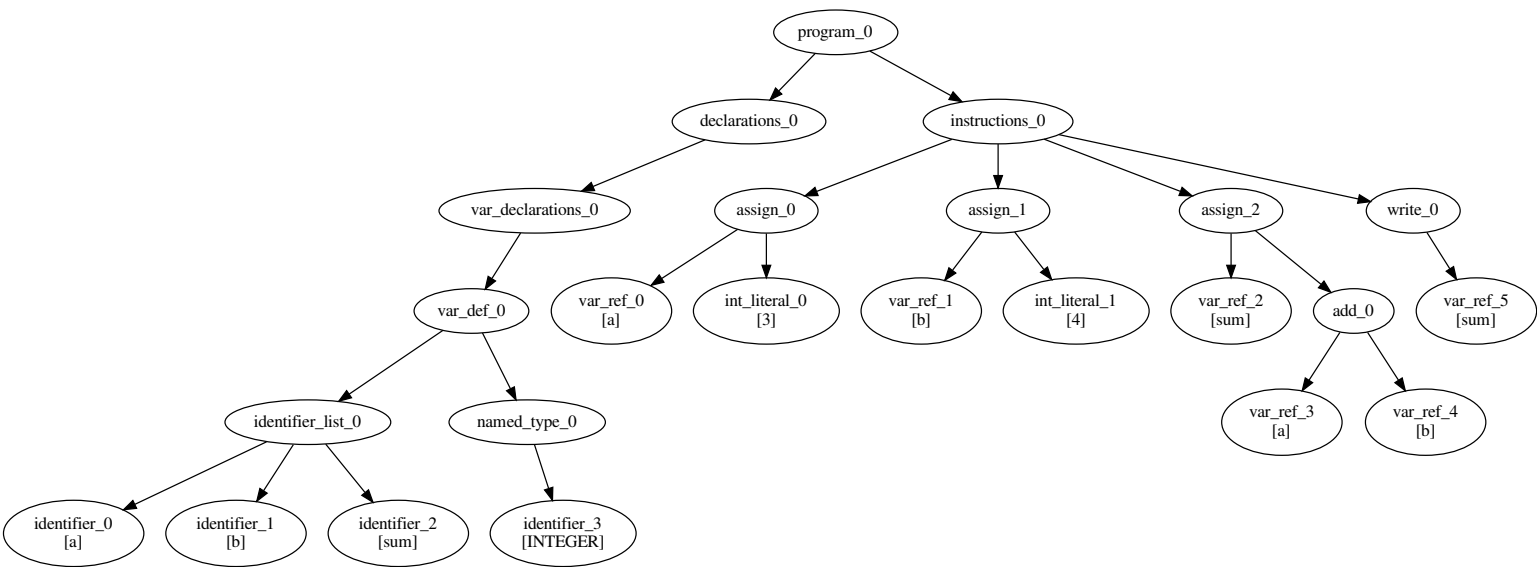 program_0
declarations_0
instructions_0
var_declarations_0
assign_0
assign_1
assign_2
write_0
var_def_0
var_ref_0
[a]
int_literal_0
[3]
var_ref_1
[b]
int_literal_1
[4]
var_ref_2
[sum]
add_0
var_ref_5
[sum]
identifier_list_0
named_type_0
var_ref_3
[a]
var_ref_4
[b]
identifier_0
[a]
identifier_1
[b]
identifier_2
[sum]
identifier_3
[INTEGER]